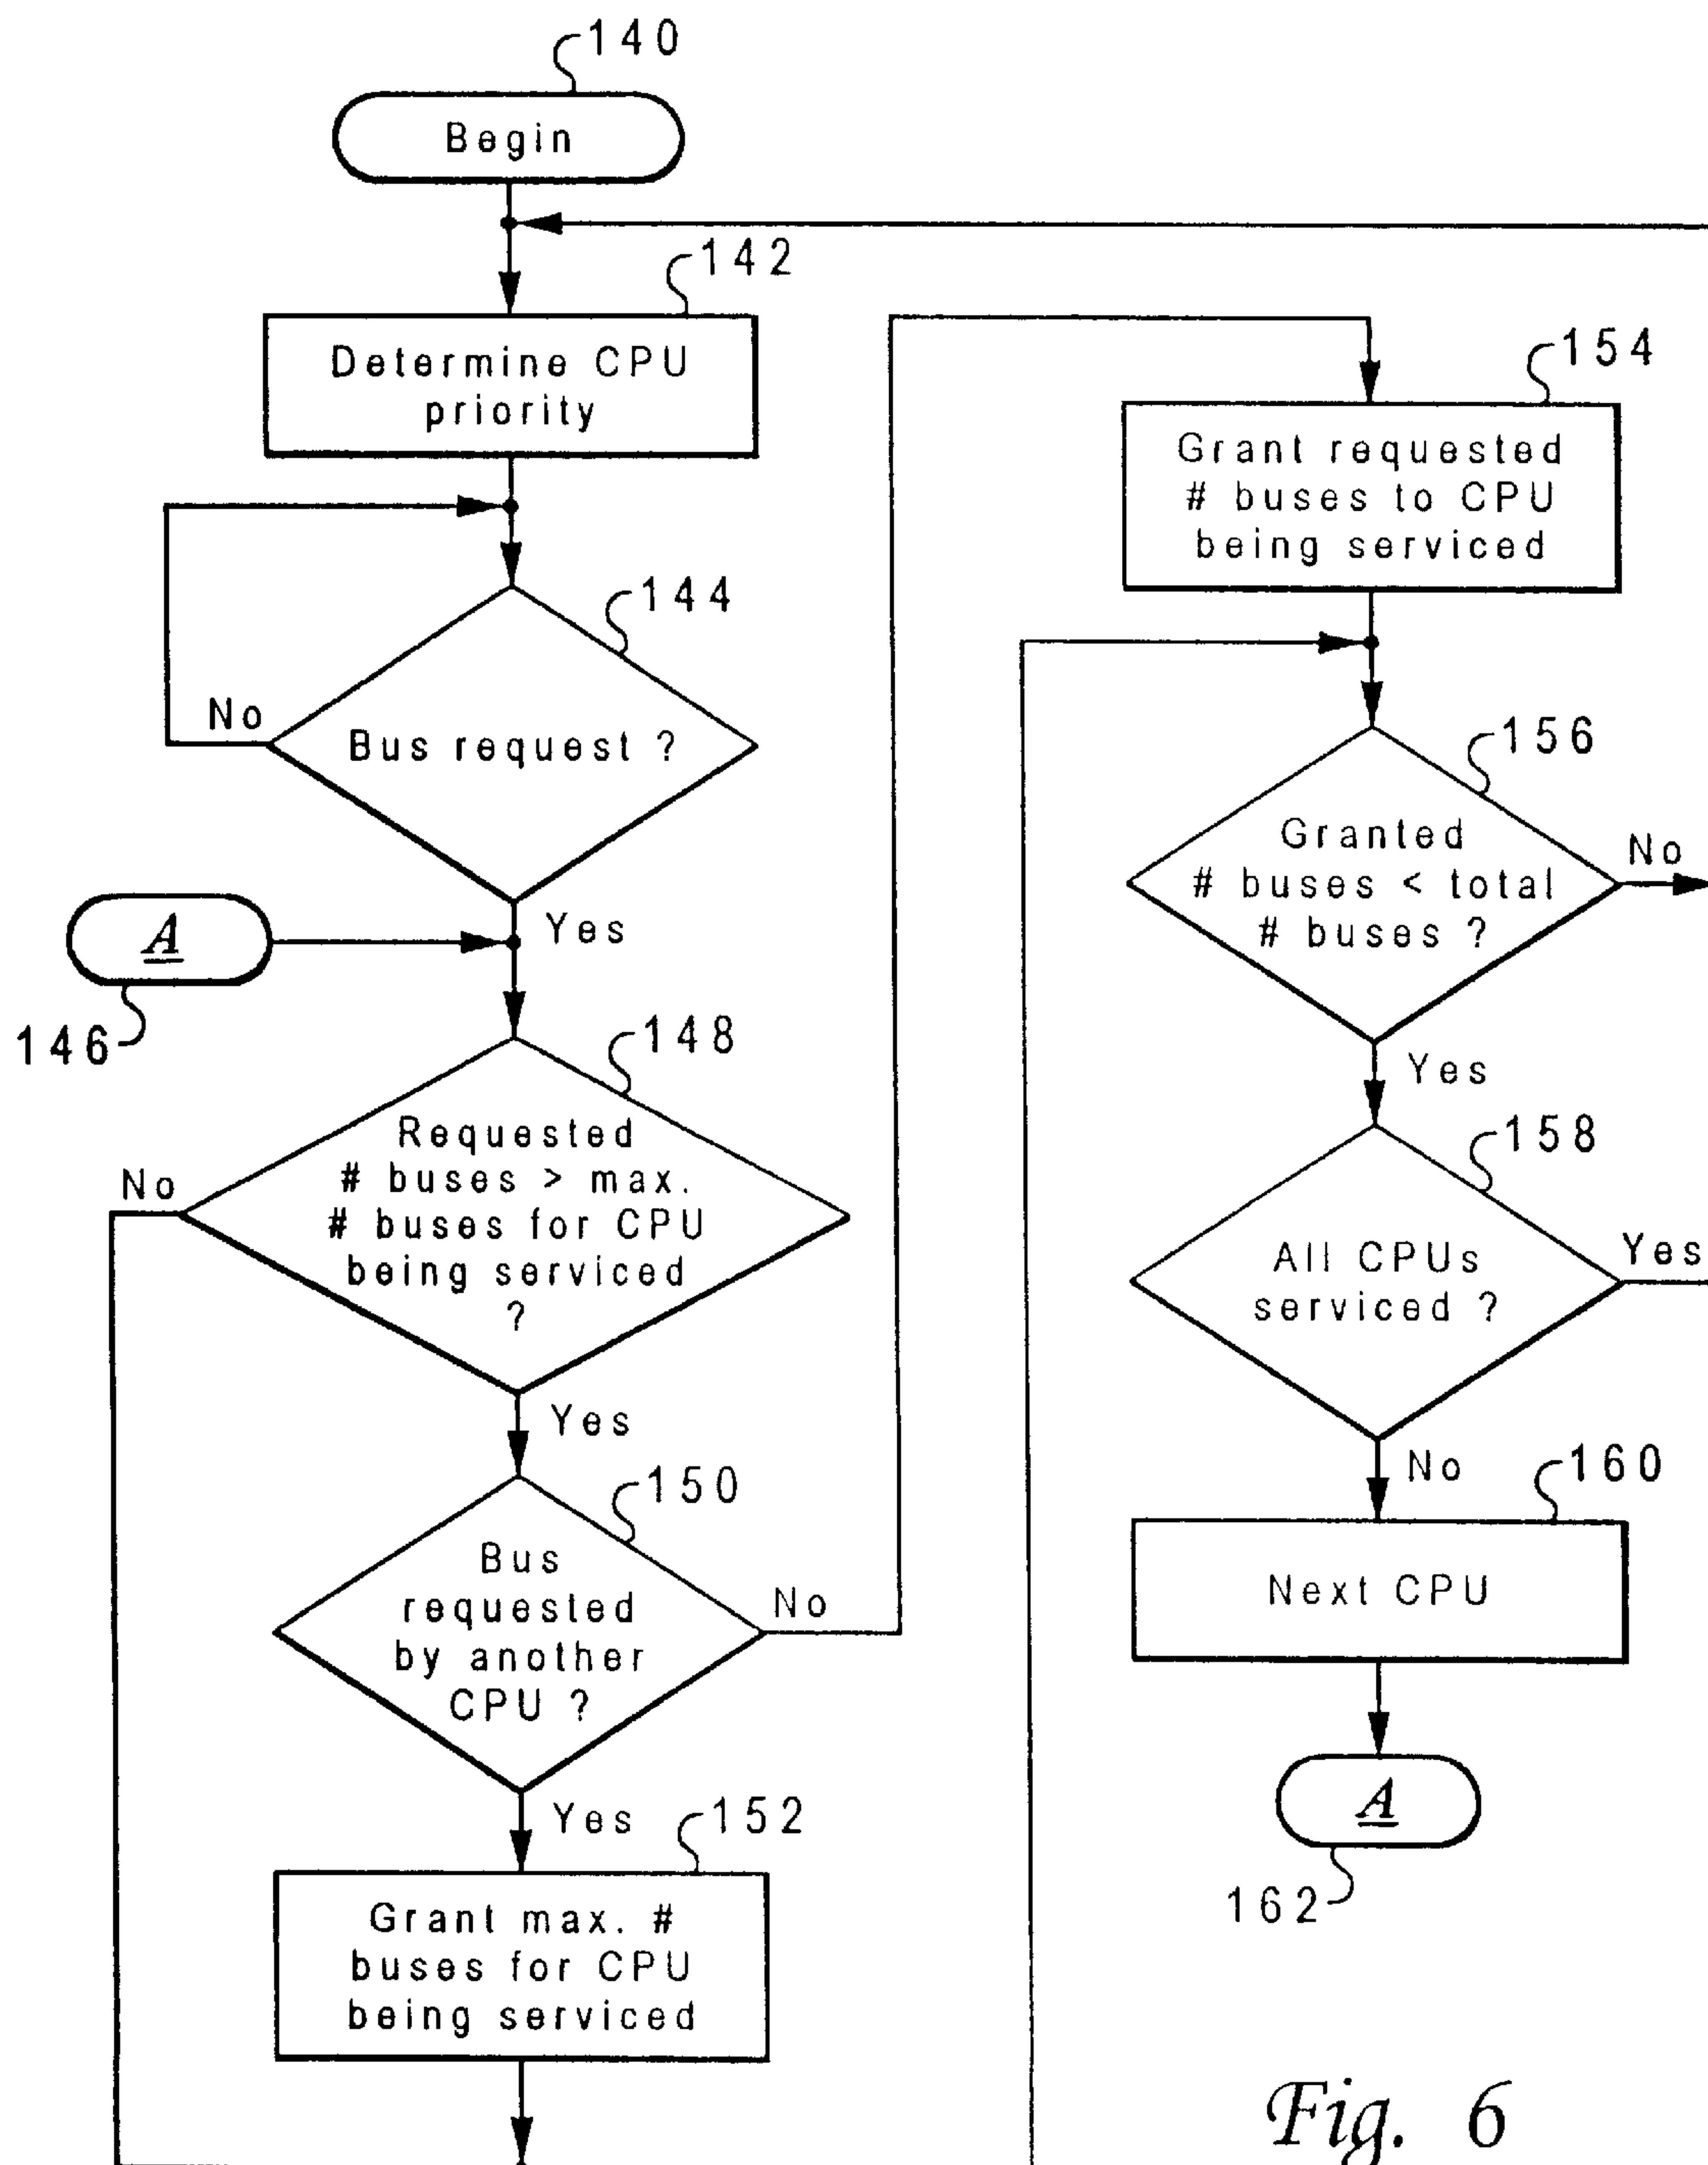 140
Begin
142
Determine CPU
priority
144
No
Bus request ?
Yes
A
146
148
Requested
# buses > max.
# buses for CPU
being serviced
?
No
Yes
150
Bus
requested
by another
CPU ?
No
Yes
152
Grant max. #
buses for CPU
being serviced
154
Grant requested
# buses to CPU
being serviced
156
Granted
# buses < total
# buses ?
No
Yes
158
All CPUs
serviced ?
Yes
No
160
Next CPU
A
162
Fig. 6